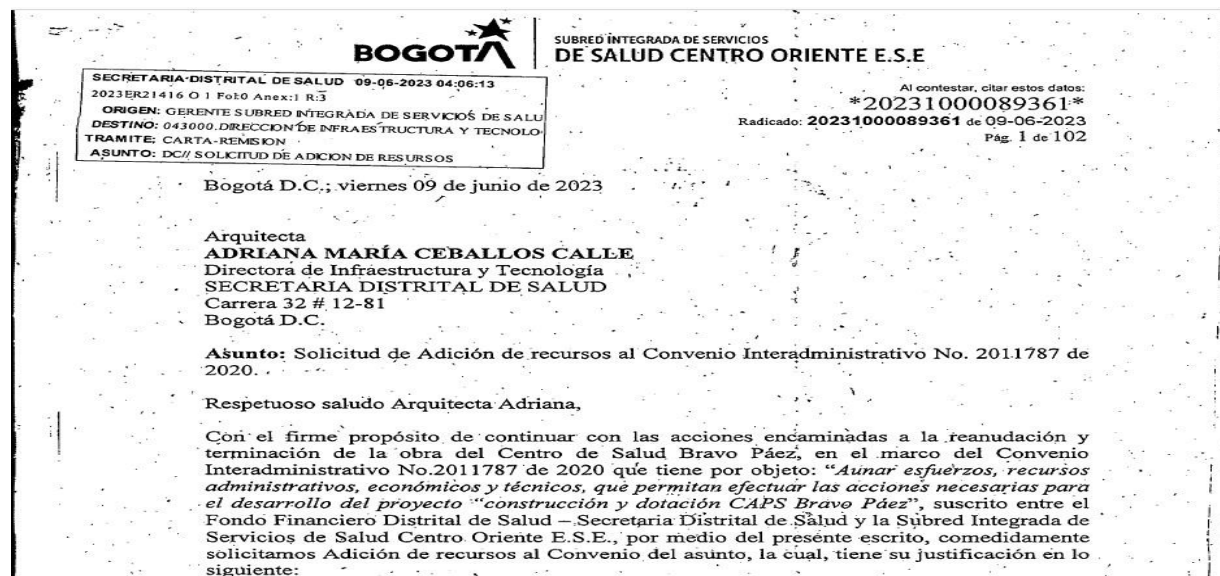 BOGOTÁ
SUBRED INTEGRADA DE SERVICIOS
DE SALUD CENTRO ORIENTE E.S.E
SECRETARIA DISTRITAL DE SALUD 09-06-2023 04:06:13
2023ER21416 O 1 Fol:0 Anex:1 R:3
ORIGEN: GERENTE SUBRED INTEGRADA DE SERVICIOS DE SALU
DESTINO: 043000.DIRECCION DE INFRAESTRUCTURA Y TECNOLO
TRAMITE: CARTA-REMISION
ASUNTO: DC// SOLICITUD DE ADICION DE RESURSOS
Al contestar, citar estos datos:
*20231000089361*
Radicado: 20231000089361 de 09-06-2023
Pág. 1 de 102
Bogotá D.C.; viernes 09 de junio de 2023
Arquitecta
ADRIANA MARÍA CEBALLOS CALLE
Directora de Infraestructura y Tecnología
SECRETARIA DISTRITAL DE SALUD
Carrera 32 # 12-81
Bogotá D.C.
Asunto: Solicitud de Adición de recursos al Convenio Interadministrativo No. 2011787 de
2020.
Respetuoso saludo Arquitecta Adriana,
Con el firme propósito de continuar con las acciones encaminadas a la reanudación y
terminación de la obra del Centro de Salud Bravo Páez, en el marco del Convenio
Interadministrativo No.2011787 de 2020 que tiene por objeto: "Aunar esfuerzos, recursos
administrativos, económicos y técnicos, que permitan efectuar las acciones necesarias para
el desarrollo del proyecto "construcción y dotación CAPS Bravo Páez", suscrito entre el
Fondo Financiero Distrital de Salud – Secretaria Distrital de Salud y la Subred Integrada de
Servicios de Salud Centro Oriente E.S.E., por medio del presente escrito, comedidamente
solicitamos Adición de recursos al Convenio del asunto, la cual, tiene su justificación en lo
siguiente: